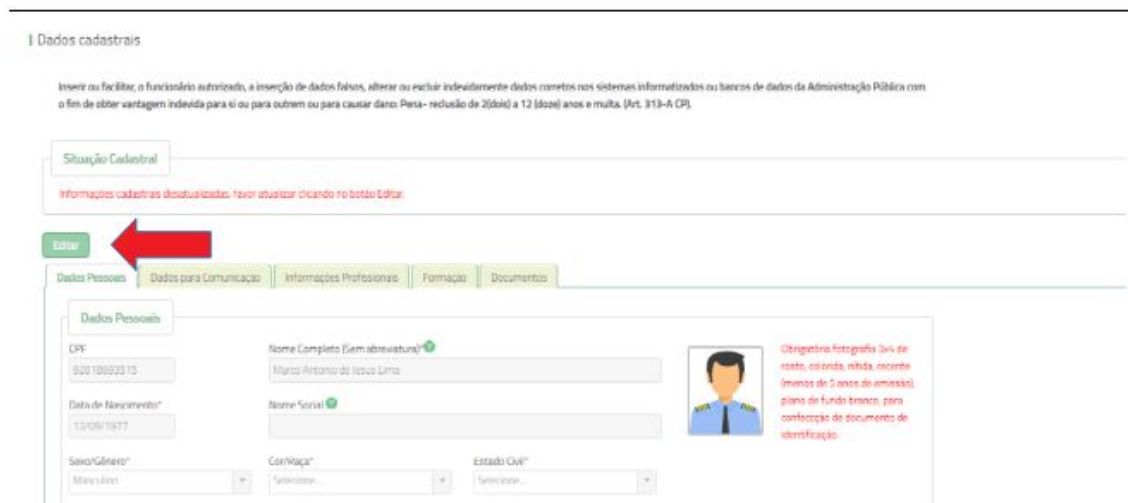 Dados cadastrais
Inserir ou facilitar, o funcionário autorizado, a inserção de dados falsos, alterar ou excluir indevidamente dados corretos nos sistemas informatizados ou bancos de dados da Administração Pública com
o fim de obter vantagem indevida para si ou para outrem ou para causar dano: Pena- reclusão de 2(dois) a 12 (doze) anos e multa. (Art. 313-A CP).
Situação Cadastral
Informações cadastrais desatualizadas, favor atualizar clicando no botão Editar.
Editar
Dados Pessoais Dados para Comunicação Informações Profissionais Formação Documentos
Dados Pessoais
CPF Nome Completo (Sem abreviatura)*
Marco Antonio de Jesus Lima
Data de Nascimento* Nome Social
13/09/1977
Sexo/Gênero* Cor/Raça* Estado Civil*
Masculino Selecione... Selecione...
Obrigatória fotografia 3x4 de
rosto, colorida, nítida, recente
(menos de 5 anos de emissão),
plano de fundo branco, para
confecção de documento de
identificação.